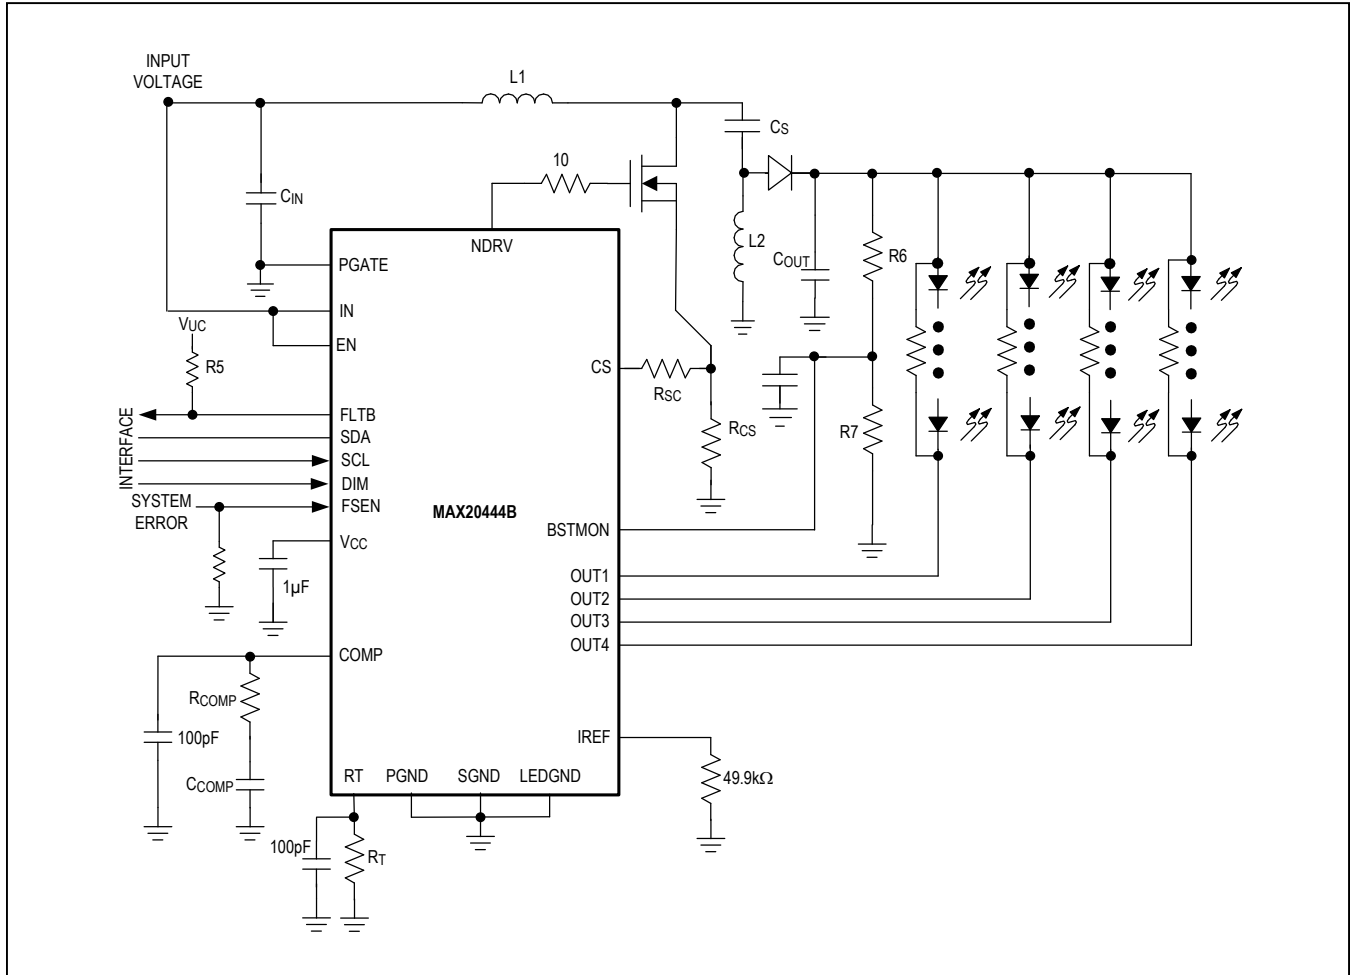 INPUT
VOLTAGE
L1
CS
10
CIN
NDRV
L2
COUT
R6
PGATE
IN
VUC
EN
R5
CS
RSC
FLTB
INTERFACE
SDA
RCS
R7
SCL
DIM
SYSTEM
ERROR
FSEN
MAX20444B
BSTMON
VCC
1µF
OUT1
OUT2
OUT3
OUT4
COMP
RCOMP
100pF
IREF
CCOMP
RT
PGND
SGND
LEDGND
49.9kΩ
100pF
RT